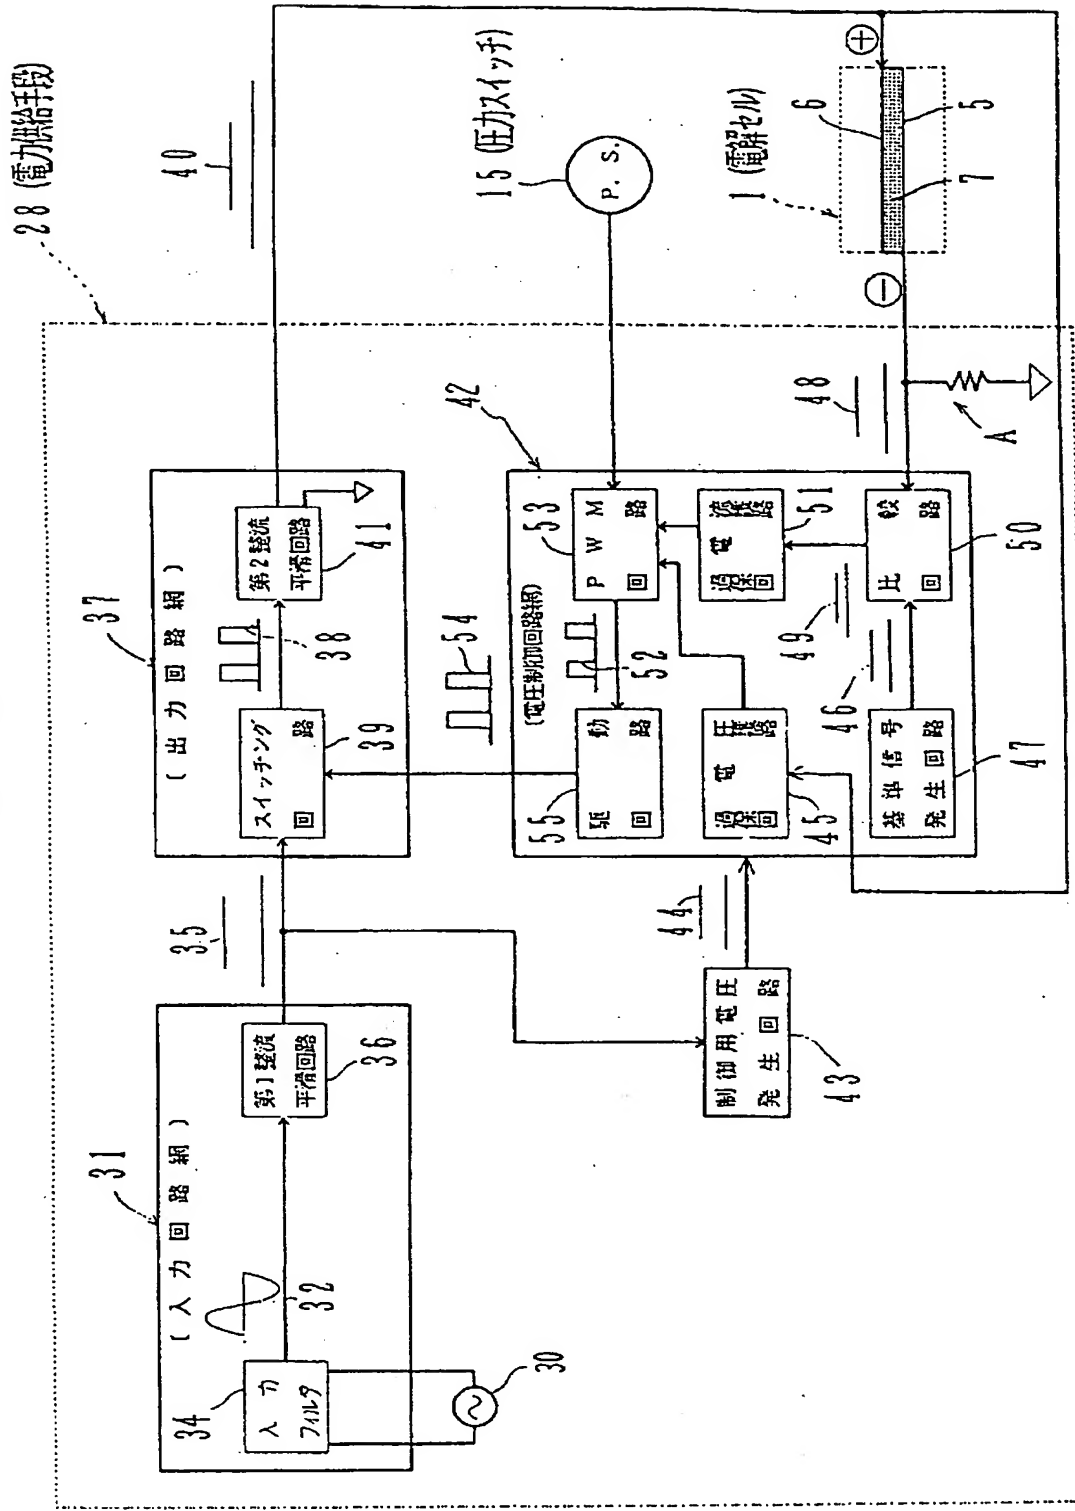 28 (電力供給手段)
31
(入力回路網)
34
入力
フィルタ
30
32
第1整流
平滑回路
36
35
37
(出力回路網)
スイッチング
回路
39
38
第2整流
平滑回路
41
40
制御用電圧
発生回路
43
44
42
(電圧制御回路網)
54
駆動
回路
55
52
PWM
回路
53
過電圧
保護
回路
45
過電流
保護
回路
51
基準信号
発生回路
47
46
49
比較
回路
50
48
A
15 (圧力スイッチ)
P. S.
1 (電解セル)
6
5
7
+
−